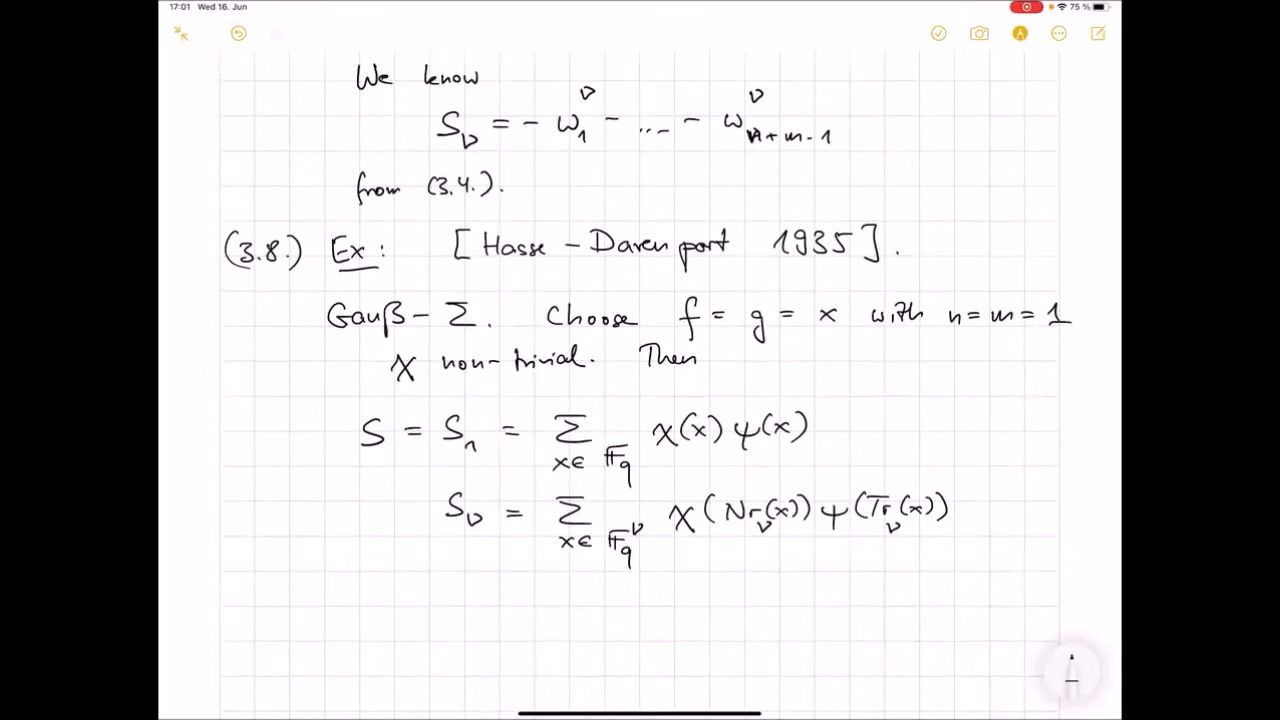 17:01 Wed 16. Jun 75 %
We know
S_ν = - ω_1^ν - ... - ω_{n+m-1}^ν
from (3.4.).
(3.8.) Ex: [Hasse - Davenport 1935].
Gauß - Σ. Choose f = g = x with n = m = 1
χ non-trivial. Then
S = S_1 = Σ_{x∈ F_q} χ(x) ψ(x)
S_ν = Σ_{x∈ F_q^ν} χ(Nr_ν(x)) ψ(Tr_ν(x))